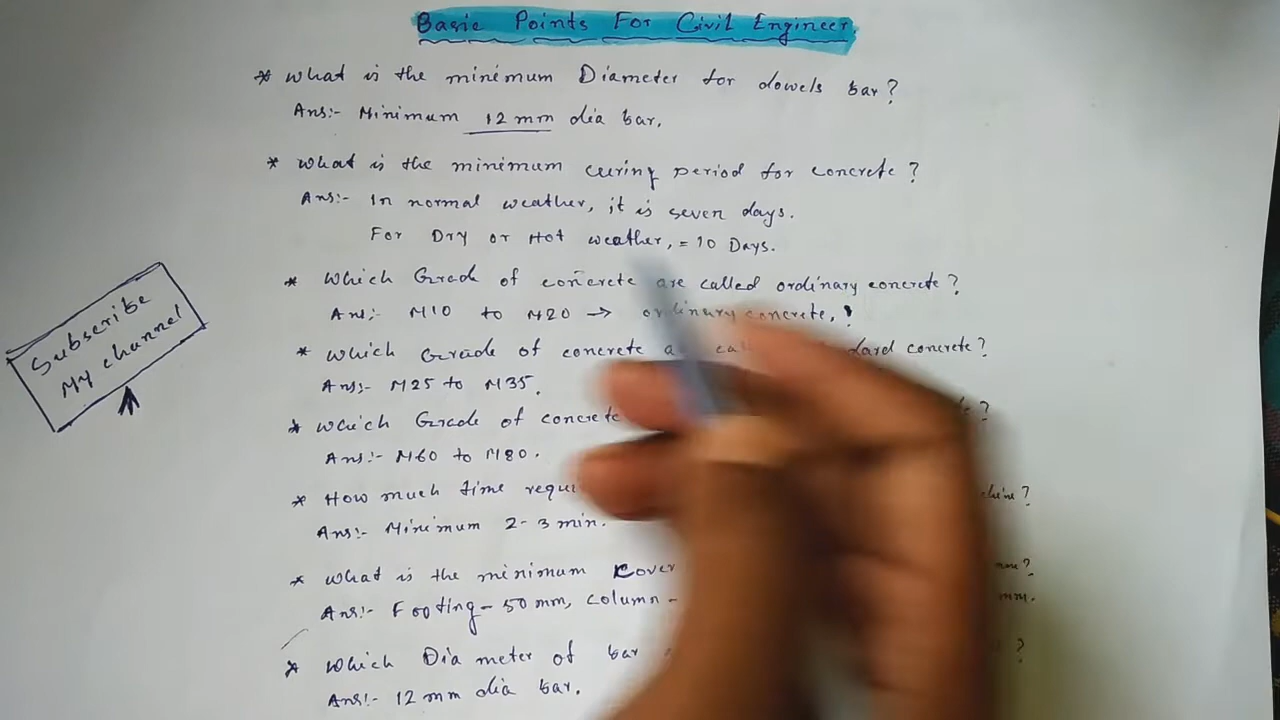 Basic Points For Civil Engineer.
* What is the minimum Diameter for dowels bar?
Ans:- Minimum 12 mm dia bar.
* What is the minimum curing period for concrete?
Ans:- In normal weather, it is seven days.
For Dry or Hot weather, = 10 Days.
* Which Grade of concrete are called ordinary concrete?
Ans:- M10 to M20 → ordinary concrete.
* Which Grade of concrete concrete?
Ans:- M25 to M35.
* Which Grade of concrete ?
Ans:- M60 to M80.
* How much time ?
Ans:- Minimum 2-3 min.
* What is the minimum cover ?
Ans:- Footing - 50 mm, column - mm.
* Which Dia meter of bar ?
Ans:- 12 mm dia bar.
Subscribe
My channel